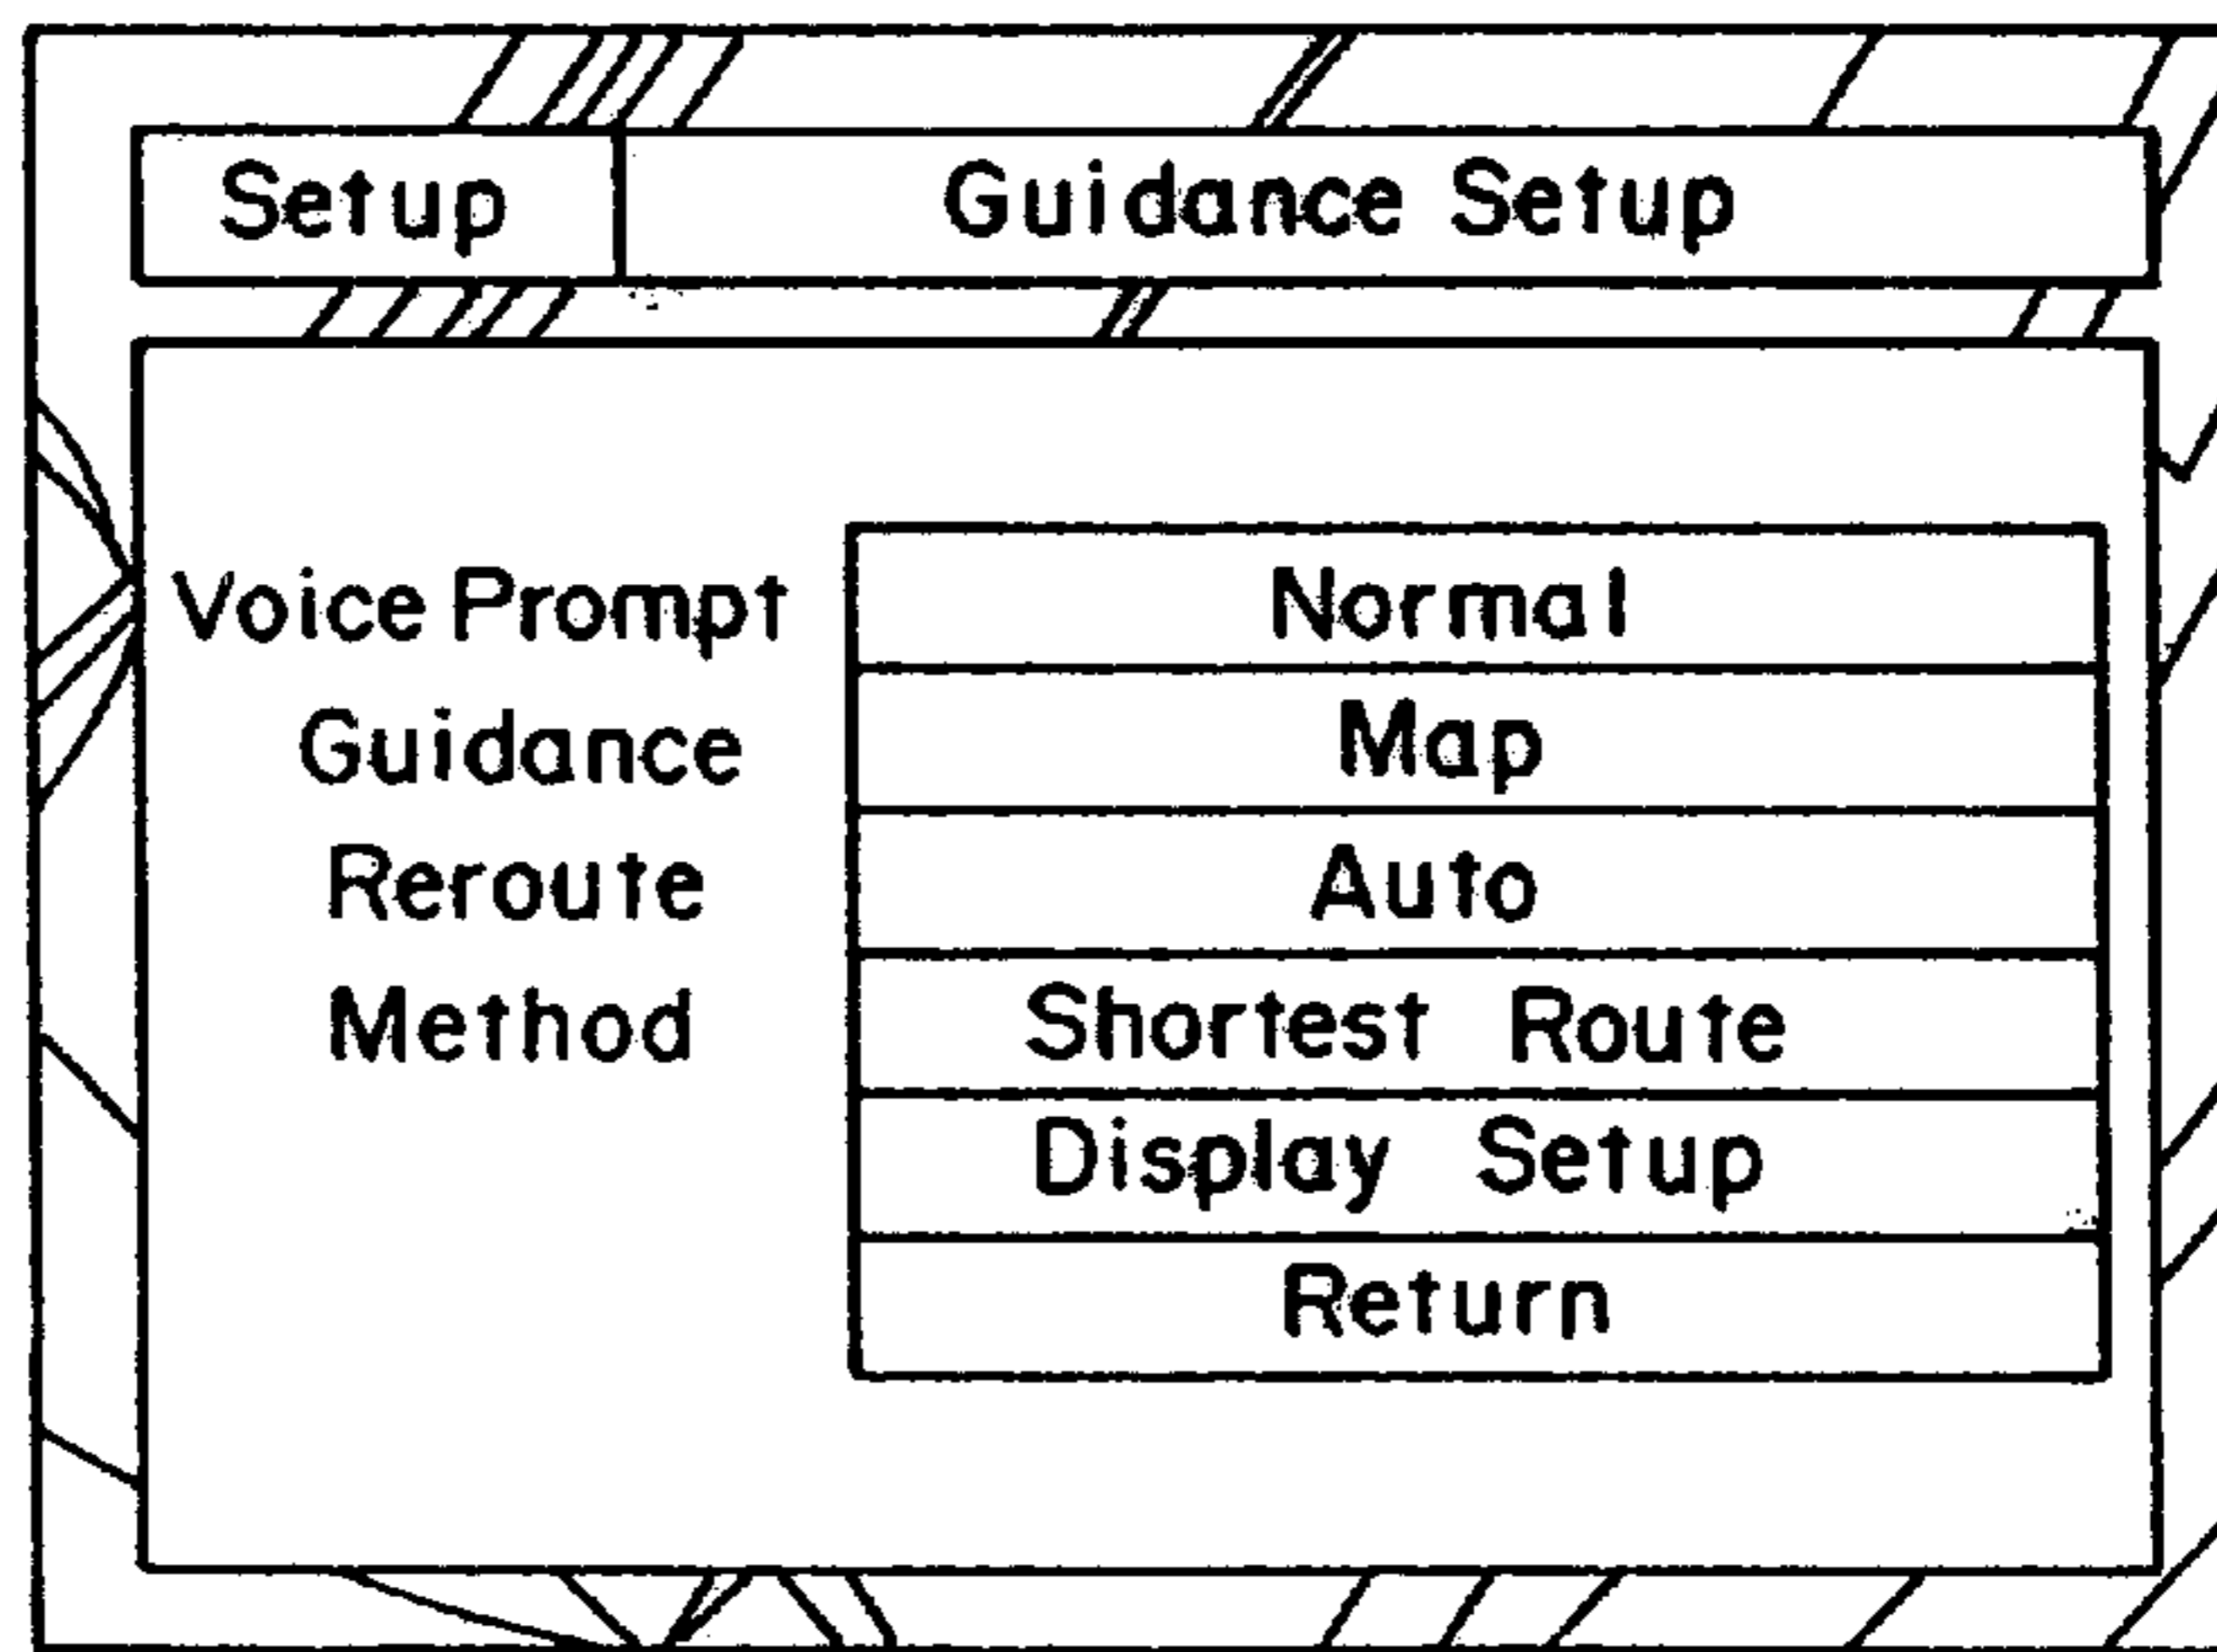 Setup Guidance Setup
Voice Prompt Normal
Guidance Map
Reroute Auto
Method Shortest Route
Display Setup
Return